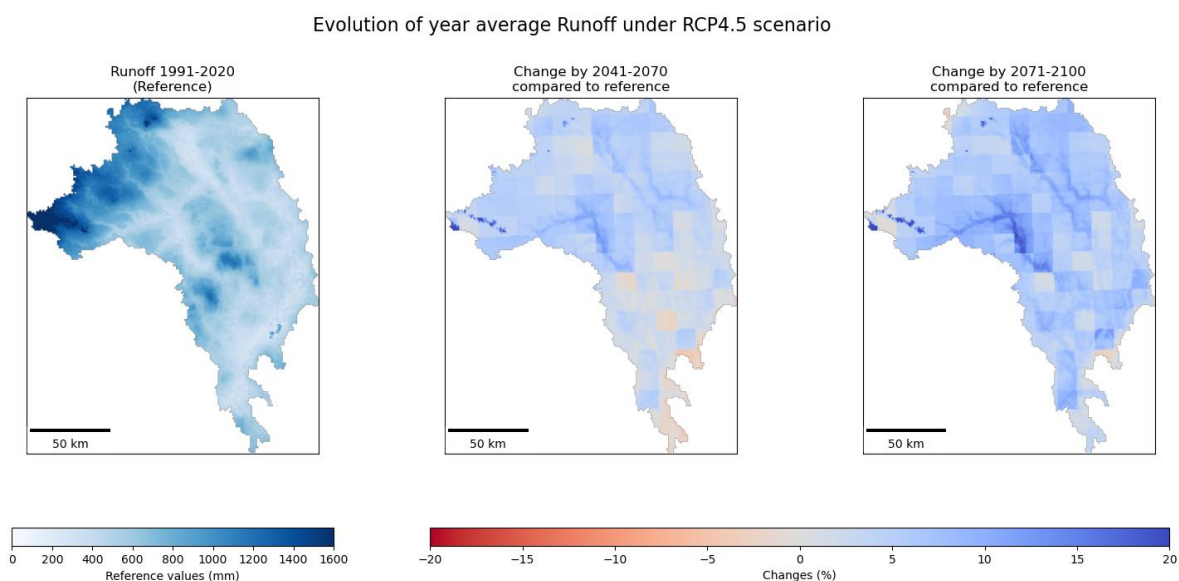 Evolution of year average Runoff under RCP4.5 scenario
Runoff 1991-2020
(Reference)
Change by 2041-2070
compared to reference
Change by 2071-2100
compared to reference
50 km
50 km
50 km
0 200 400 600 800 1000 1200 1400 1600
Reference values (mm)
−20 −15 −10 −5 0 5 10 15 20
Changes (%)